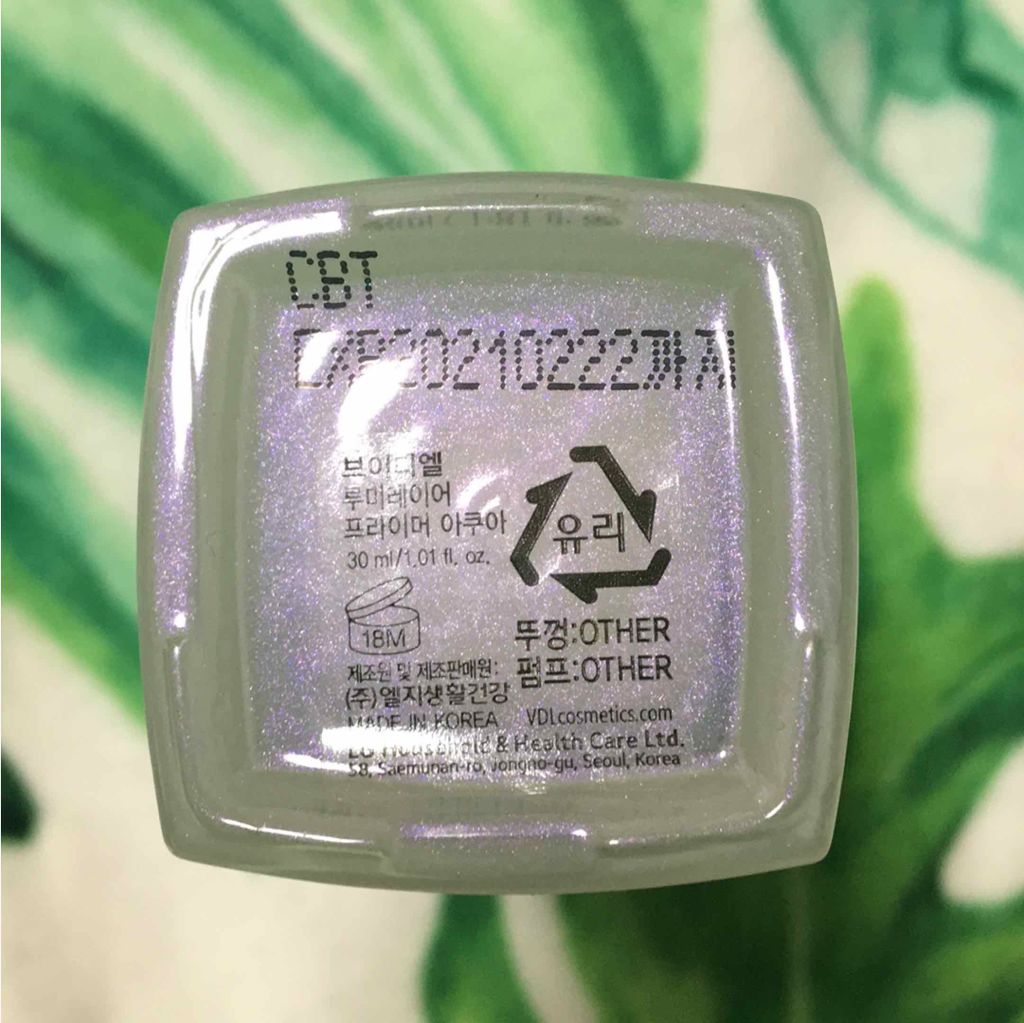 CBT
EXP20210222까지
브이디엘
루미레이어
프라이머 아쿠아
30 ml/1.01 fl. oz.
유리
18M
뚜껑:OTHER
펌프:OTHER
제조원 및 제조판매원:
(주)엘지생활건강
MADE IN KOREA VDLcosmetics.com
LG Household & Health Care Ltd.
58, Saemunan-ro, Jongno-gu, Seoul, Korea